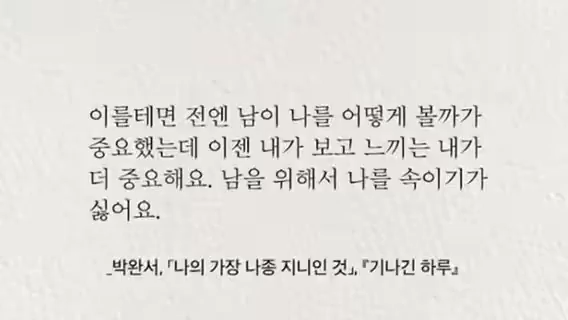 이를테면 전엔 남이 나를 어떻게 볼까가
중요했는데 이젠 내가 보고 느끼는 내가
더 중요해요. 남을 위해서 나를 속이기가
싫어요.
_박완서, 「나의 가장 나종 지니인 것」, 『기나긴 하루』